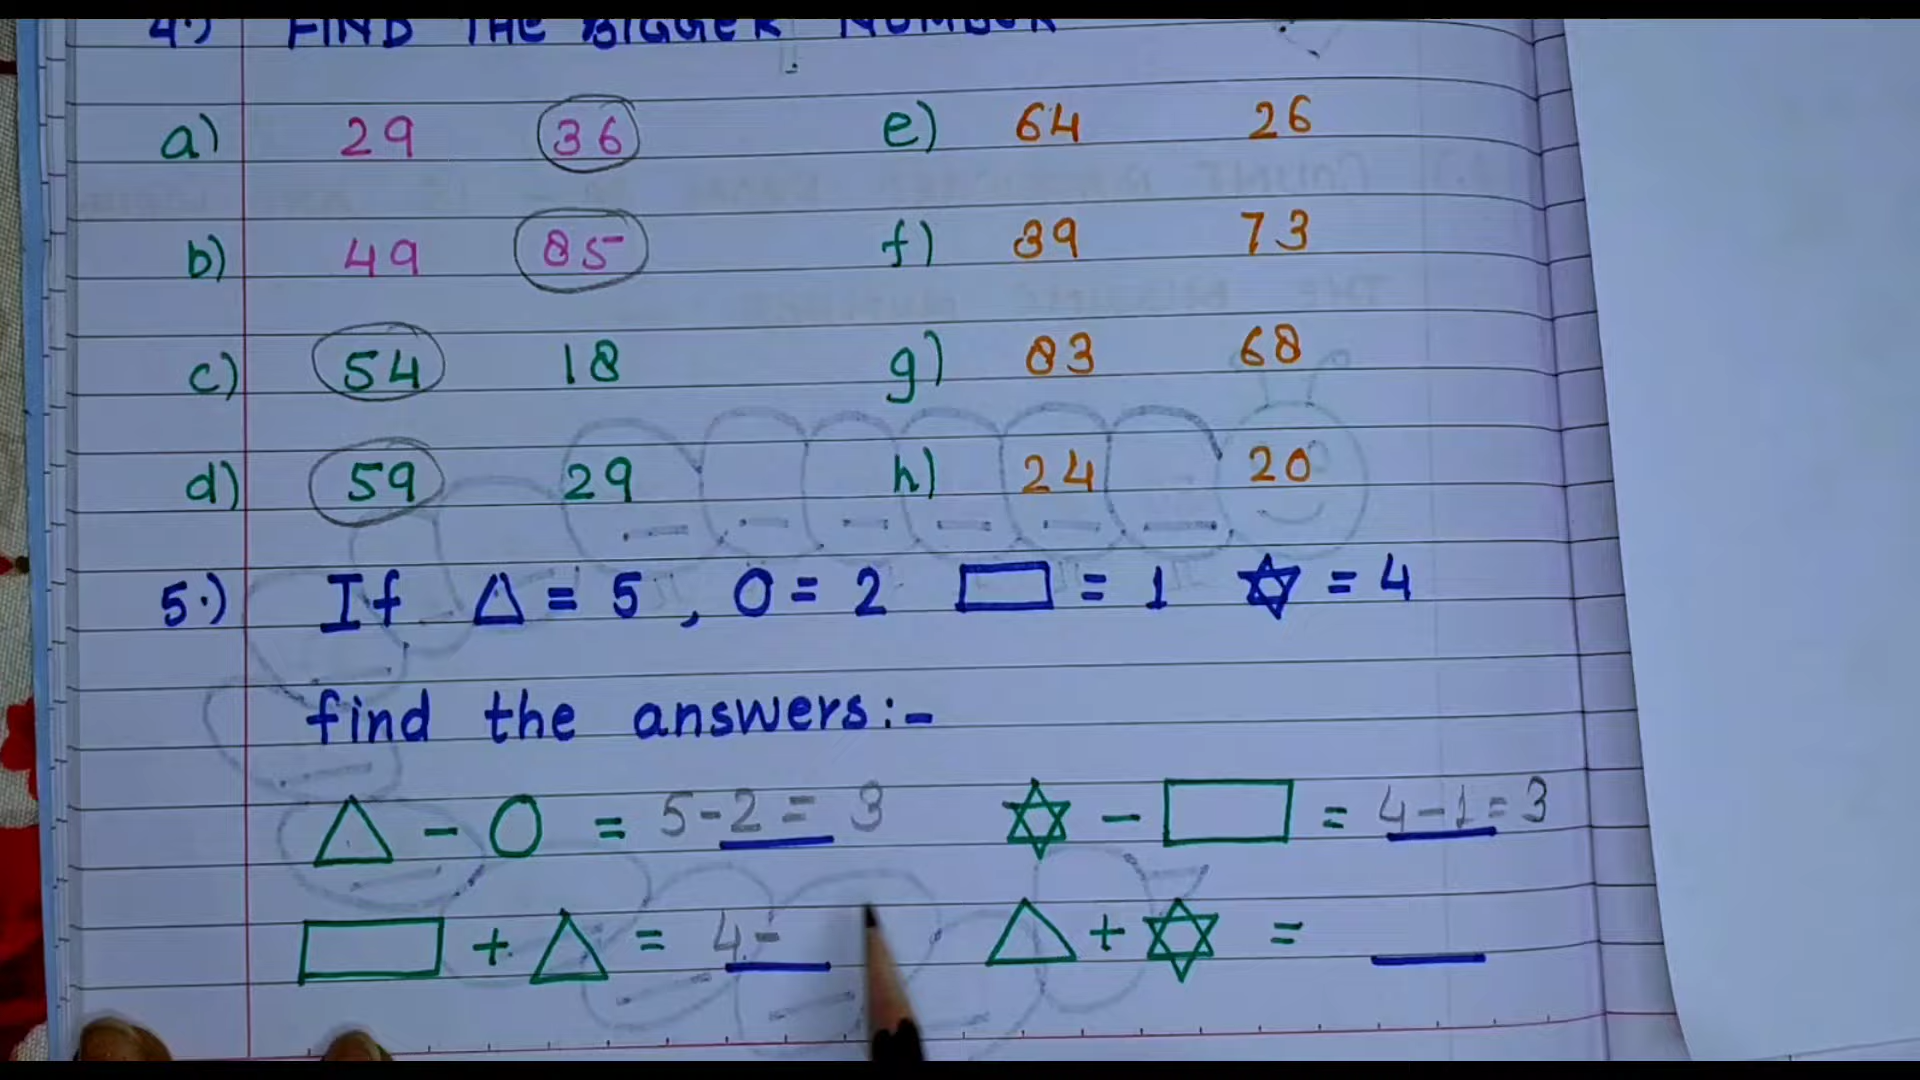 4.) FIND THE BIGGER NUMBER
a) 29 36 e) 64 26
b) 49 85 f) 39 73
c) 54 18 g) 83 68
d) 59 29 h) 24 20
5.) If △ = 5 , O = 2 ▭ = 1 ✡ = 4
find the answers:-
△ - O = 5-2 = 3 ✡ - ▭ = 4-1=3
▭ + △ = 4- △ + ✡ = __